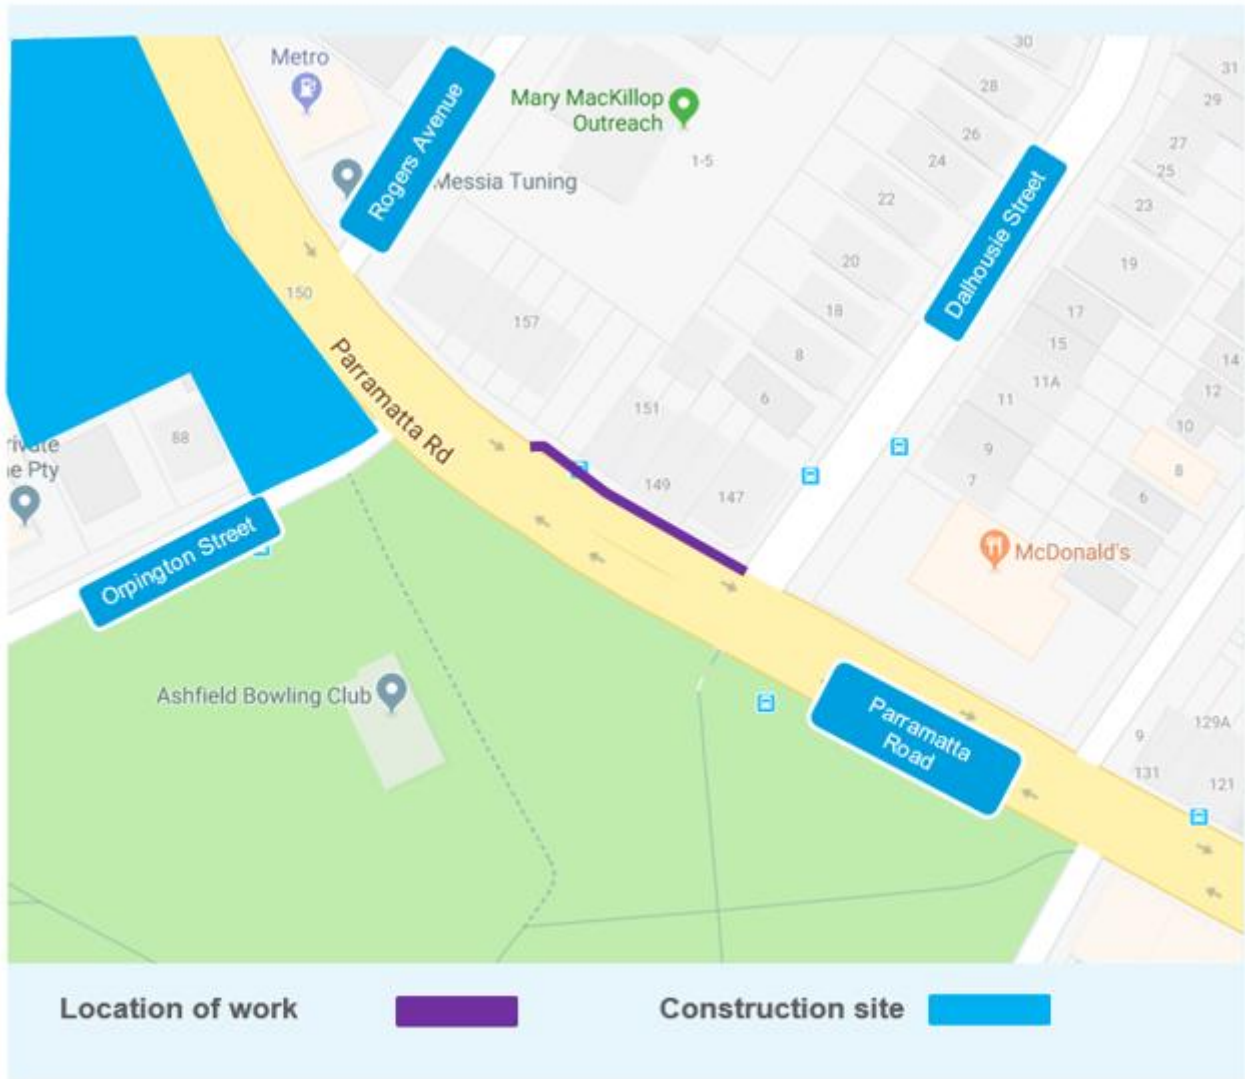 Metro
Rogers Avenue
Mary MacKillop
Outreach
Messia Tuning
1-5
30
28
26
24
22
20
18
8
6
31
29
27
25
23
19
17
15
11A
11
9
7
14
12
10
8
6
Dalhousie Street
150
157
151
149
147
Parramatta Rd
88
ne Pty
Orpington Street
McDonald's
Ashfield Bowling Club
Parramatta
Road
129A
9
131
121
Location of work
Construction site